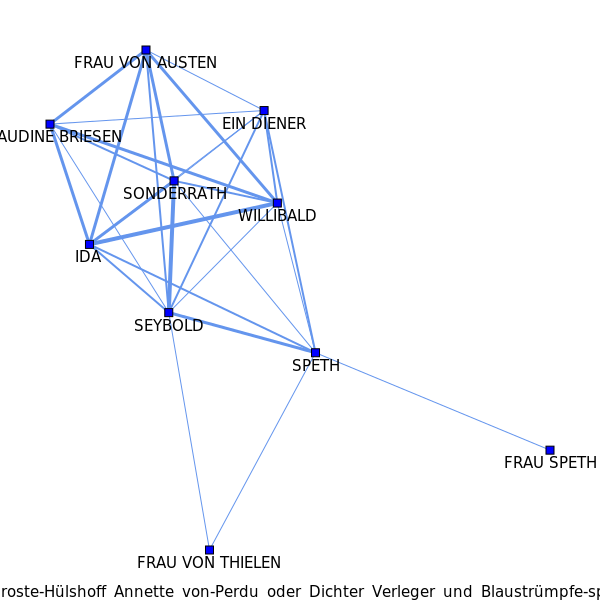 FRAU VON AUSTEN
EIN DIENER
AUDINE BRIESEN
SONDERRATH
WILLIBALD
IDA
SEYBOLD
SPETH
FRAU SPETH
FRAU VON THIELEN
roste-Hülshoff Annette von-Perdu oder Dichter Verleger und Blaustrümpfe-sp